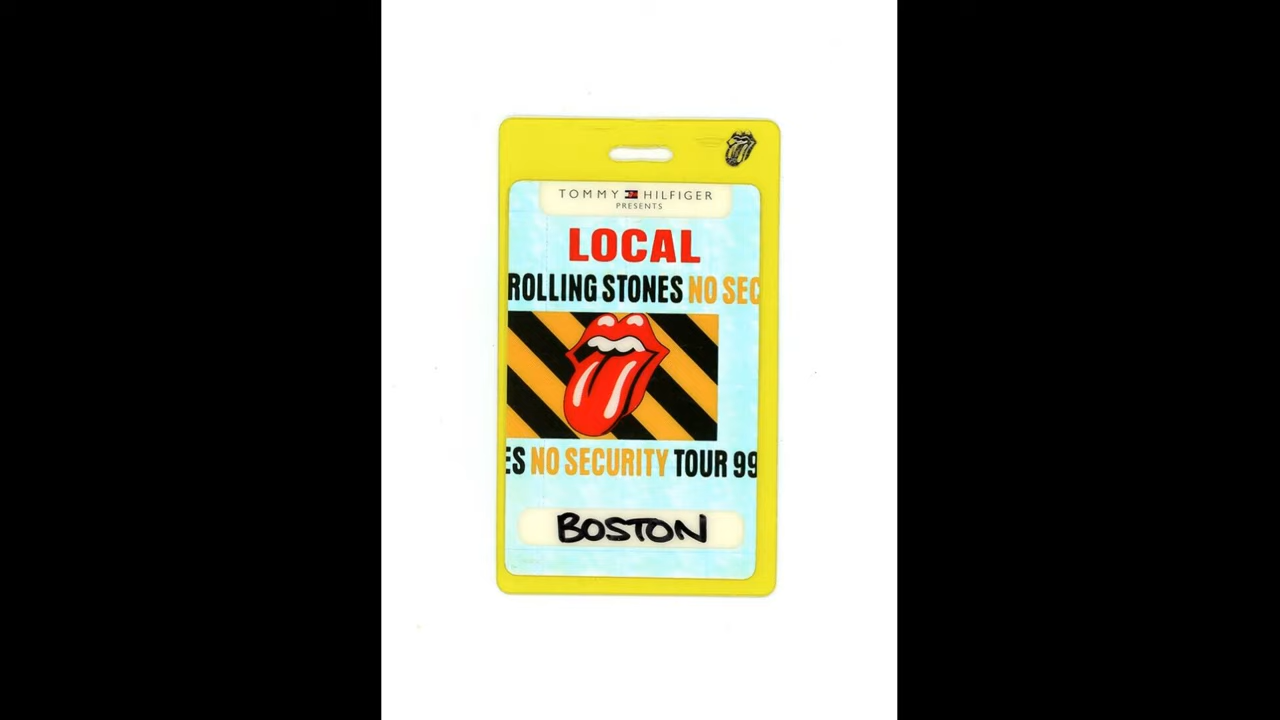 TOMMY HILFIGER
PRESENTS
LOCAL
ROLLING STONES NO SEC
ES NO SECURITY TOUR 99
BOSTON